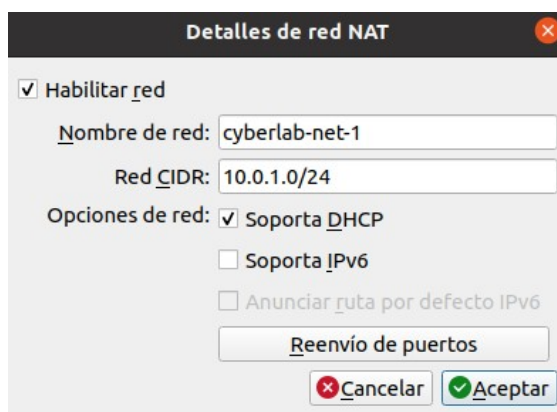 Detalles de red NAT
Habilitar red
Nombre de red: cyberlab-net-1
Red CIDR: 10.0.1.0/24
Opciones de red: Soporta DHCP
Soporta IPv6
Anunciar ruta por defecto IPv6
Reenvío de puertos
Cancelar Aceptar